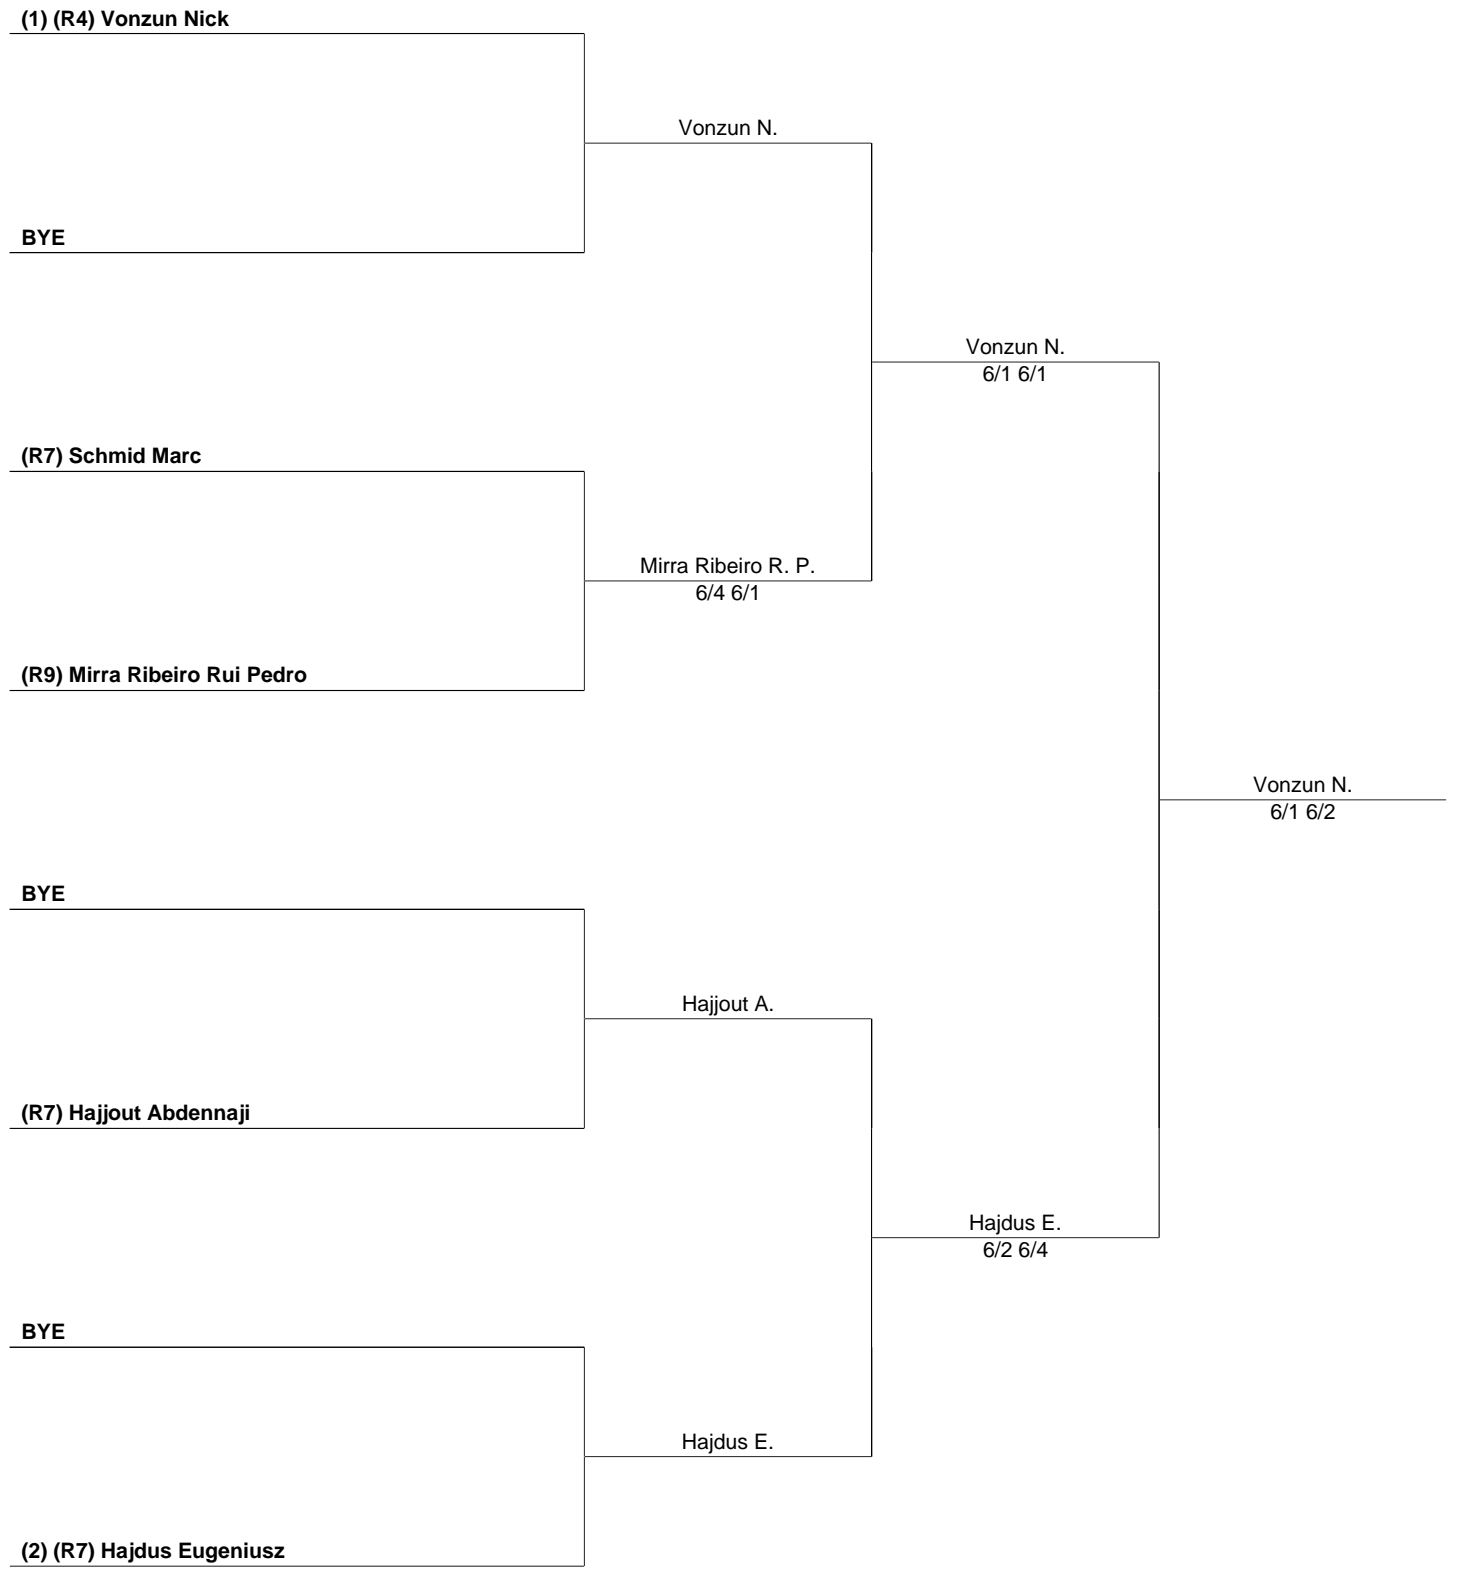 (1) (R4) Vonzun Nick
Vonzun N.
BYE
Vonzun N.
6/1 6/1
(R7) Schmid Marc
Mirra Ribeiro R. P.
6/4 6/1
(R9) Mirra Ribeiro Rui Pedro
Vonzun N.
6/1 6/2
BYE
Hajjout A.
(R7) Hajjout Abdennaji
Hajdus E.
6/2 6/4
BYE
Hajdus E.
(2) (R7) Hajdus Eugeniusz